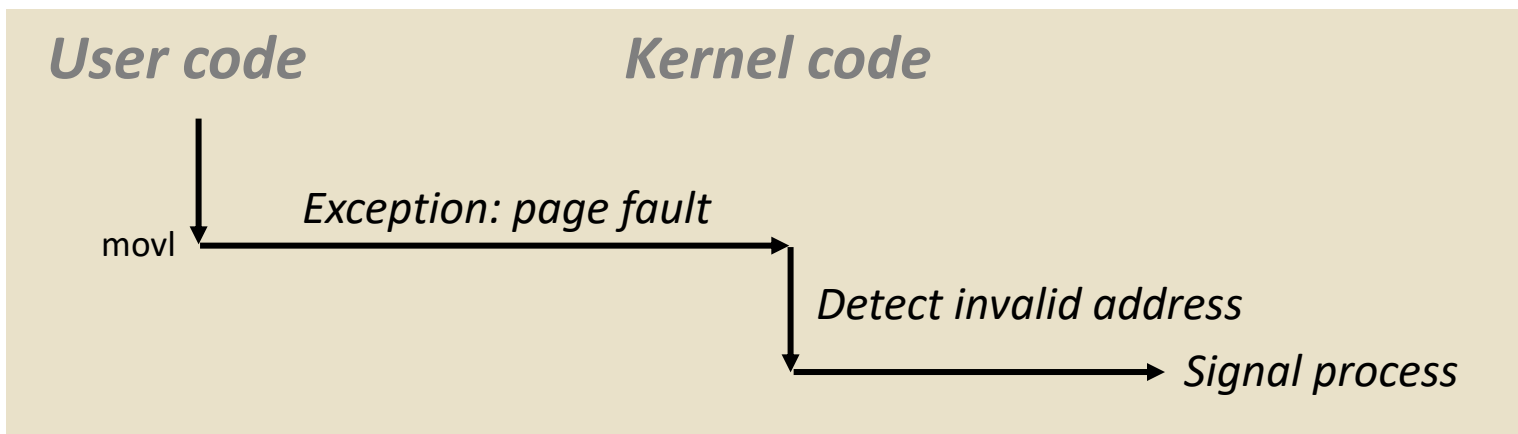 User code
Kernel code
Exception: page fault
movl
Detect invalid address
Signal process